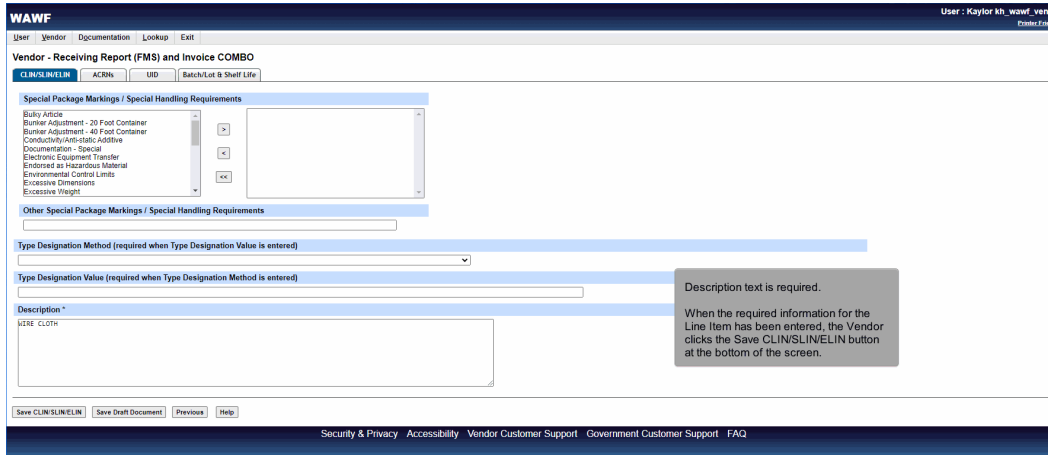 WAWF
User : Kaylor kh_wawf_ven
Printer Frie
User Vendor Documentation Lookup Exit
Vendor - Receiving Report (FMS) and Invoice COMBO
CLIN/SLIN/ELIN ACRNs UID Batch/Lot & Shelf Life
Special Package Markings / Special Handling Requirements
Bulky Article
Bunker Adjustment - 20 Foot Container
Bunker Adjustment - 40 Foot Container
Conductivity/Anti-static Additive
Documentation - Special
Electronic Equipment Transfer
Endorsed as Hazardous Material
Environmental Control Limits
Excessive Dimensions
Excessive Weight
>
<
<<
Other Special Package Markings / Special Handling Requirements
Type Designation Method (required when Type Designation Value is entered)
Type Designation Value (required when Type Designation Method is entered)
Description *
WIRE CLOTH
Description text is required.
When the required information for the
Line Item has been entered, the Vendor
clicks the Save CLIN/SLIN/ELIN button
at the bottom of the screen.
Save CLIN/SLIN/ELIN Save Draft Document Previous Help
Security & Privacy Accessibility Vendor Customer Support Government Customer Support FAQ